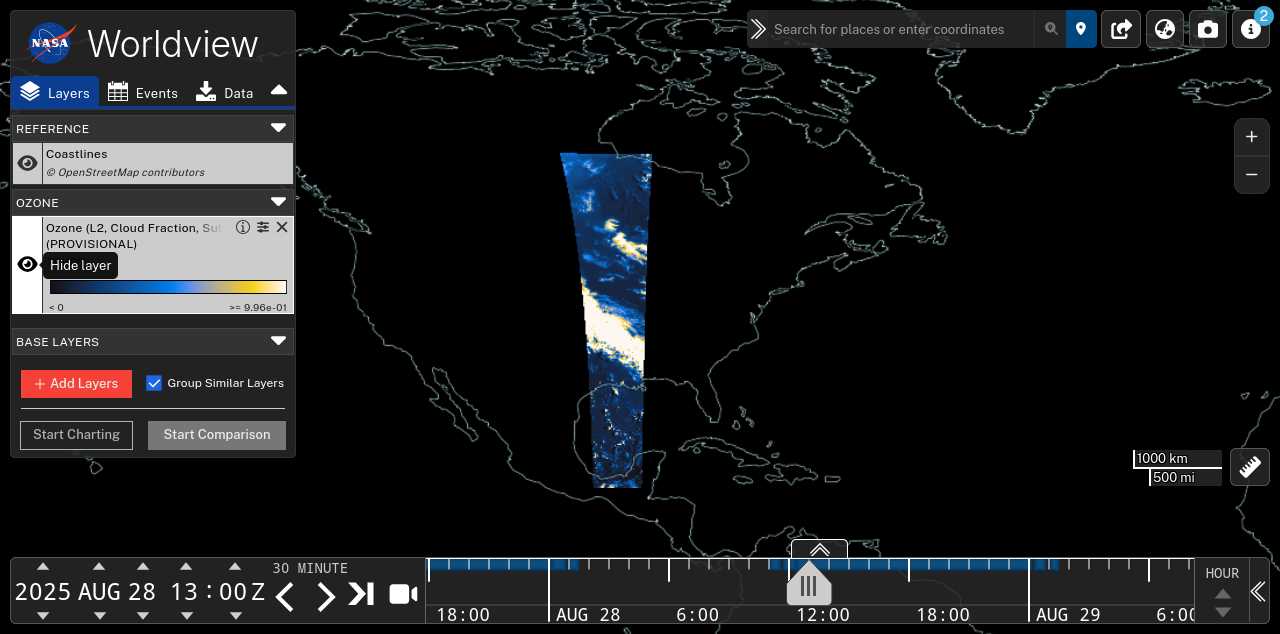 NASA Worldview
Layers Events Data
REFERENCE
Coastlines
© OpenStreetMap contributors
OZONE
Ozone (L2, Cloud Fraction, Su
(PROVISIONAL)
Hide layer
< 0 >= 9.96e-01
BASE LAYERS
+ Add Layers Group Similar Layers
Start Charting Start Comparison
Search for places or enter coordinates
2
+
−
1000 km
500 mi
2025 AUG 28 13 : 00 Z
30 MINUTE
18:00 AUG 28 6:00 12:00 18:00 AUG 29 6:00
HOUR